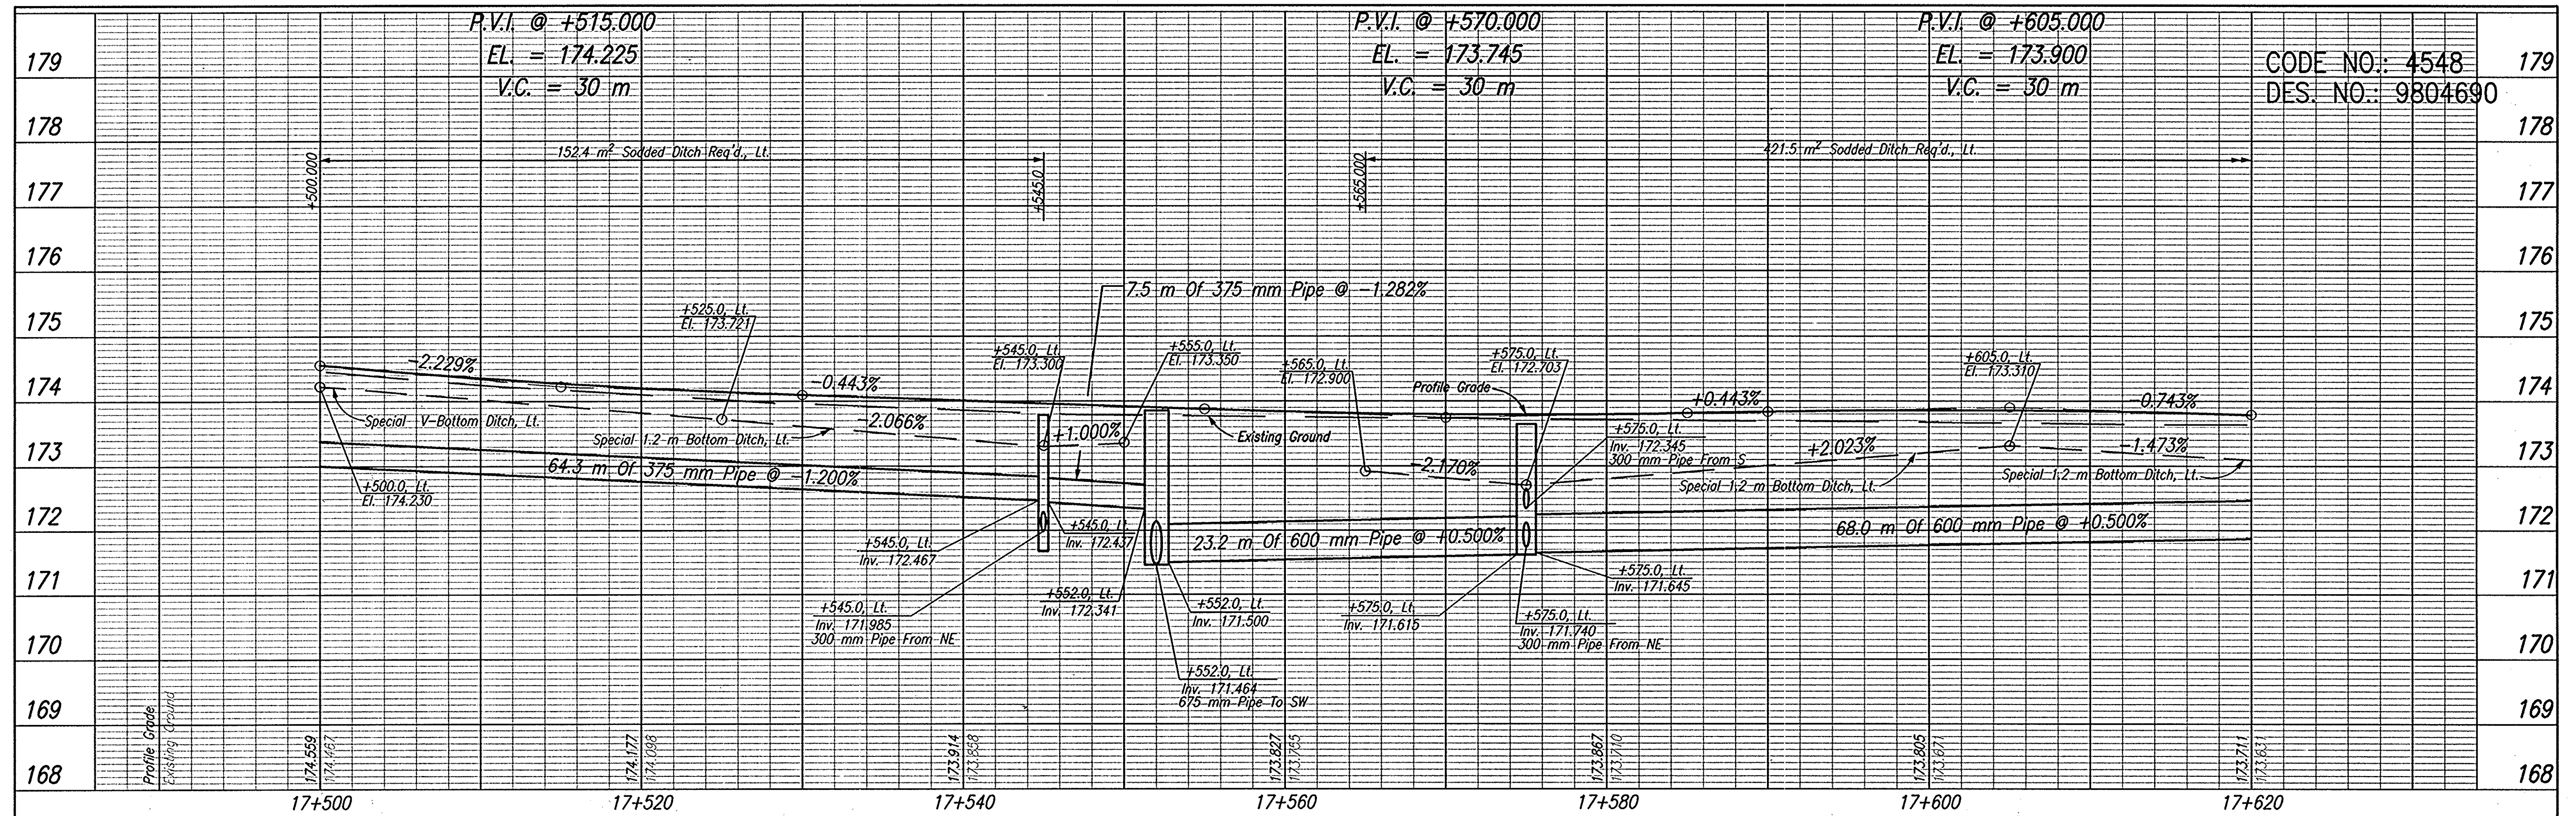 P.V.I. @ +515.000
EL. = 174.225
V.C. = 30 m
P.V.I. @ +570.000
EL. = 173.745
V.C. = 30 m
P.V.I. @ +605.000
EL. = 173.900
V.C. = 30 m
CODE NO.: 4548
DES. NO.: 9804690
179
179
178
178
177
177
176
176
175
175
174
174
173
173
172
172
171
171
170
170
169
169
168
168
152.4 m² Sodded Ditch Req'd., Lt.
421.5 m² Sodded Ditch Req'd., Lt.
+500.000
+545.0
+565.000
7.5 m Of 375 mm Pipe @ -1.282%
+525.0, Lt.
El. 173.721
+545.0, Lt.
El. 173.300
+555.0, Lt.
El. 173.350
+565.0, Lt.
El. 172.900
+575.0, Lt.
El. 172.703
+605.0, Lt.
El. 173.310
-2.229%
-0.443%
Profile Grade
+0.443%
-0.743%
Special V-Bottom Ditch, Lt.
Special 1.2 m Bottom Ditch, Lt.
2.066%
+1.000%
Existing Ground
-2.170%
+575.0, Lt.
Inv. 172.345
300 mm Pipe From S
+2.023%
-1.473%
Special 1.2 m Bottom Ditch, Lt.
Special 1.2 m Bottom Ditch, Lt.
64.3 m Of 375 mm Pipe @ -1.200%
+500.0, Lt.
El. 174.230
+545.0, Lt.
Inv. 172.467
+545.0, Lt.
Inv. 172.437
23.2 m Of 600 mm Pipe @ +0.500%
68.0 m Of 600 mm Pipe @ +0.500%
+545.0, Lt.
Inv. 171.985
300 mm Pipe From NE
+552.0, Lt.
Inv. 172.341
+552.0, Lt.
Inv. 171.500
+575.0, Lt.
Inv. 171.615
+575.0, Lt.
Inv. 171.645
+575.0, Lt.
Inv. 171.740
300 mm Pipe From NE
+552.0, Lt.
Inv. 171.464
675 mm Pipe To SW
Profile Grade
Existing Ground
174.559
174.467
174.177
174.098
173.914
173.858
173.827
173.765
173.867
173.710
173.805
173.671
173.711
173.631
17+500
17+520
17+540
17+560
17+580
17+600
17+620